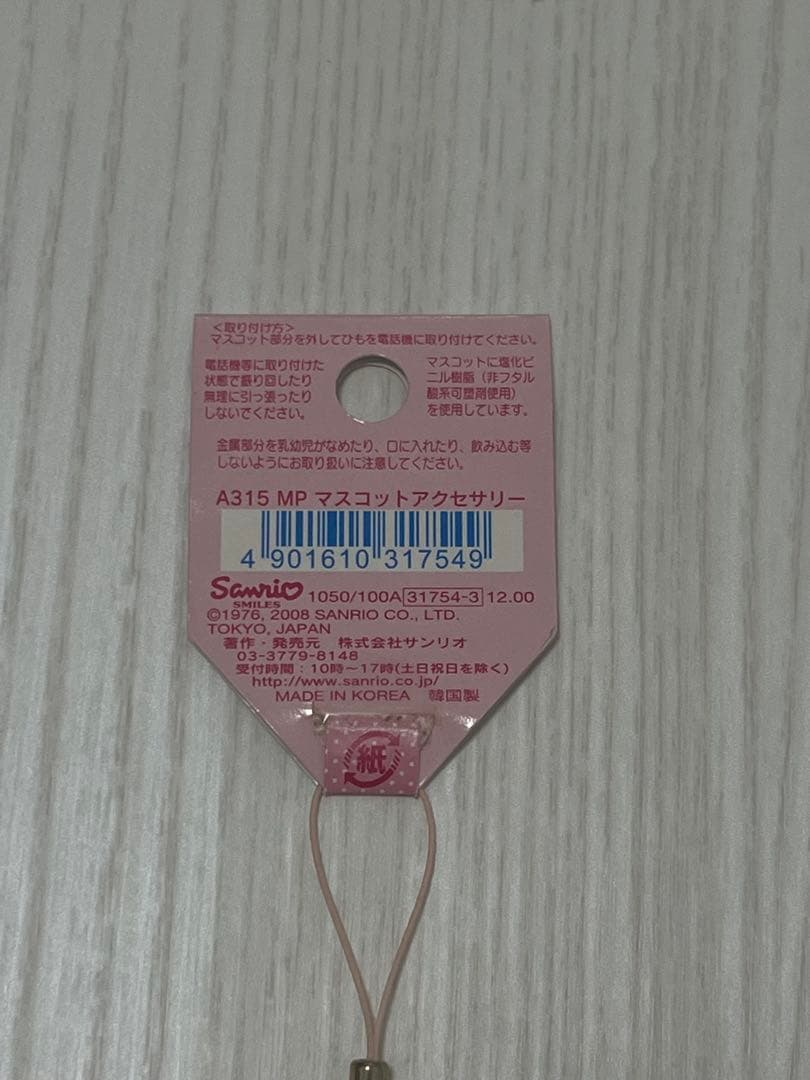 <取り付け方>
マスコット部分を外してひもを電話機に取り付けてください。
電話機等に取り付けた
状態で振り回したり
無理に引っ張ったり
しないでください。
マスコットに塩化ビ
ニル樹脂（非フタル
酸系可塑剤使用）
を使用しています。
金属部分を乳幼児がなめたり、口に入れたり、飲み込む等
しないようにお取り扱いに注意してください。
A315 MP マスコットアクセサリー
4 901610 317549
Sanrio
SMILES
1050/100A 31754-3 12.00
©1976, 2008 SANRIO CO., LTD.
TOKYO, JAPAN
著作・発売元 株式会社サンリオ
03-3779-8148
受付時間：10時～17時(土日祝日を除く)
http://www.sanrio.co.jp/
MADE IN KOREA 韓国製
紙